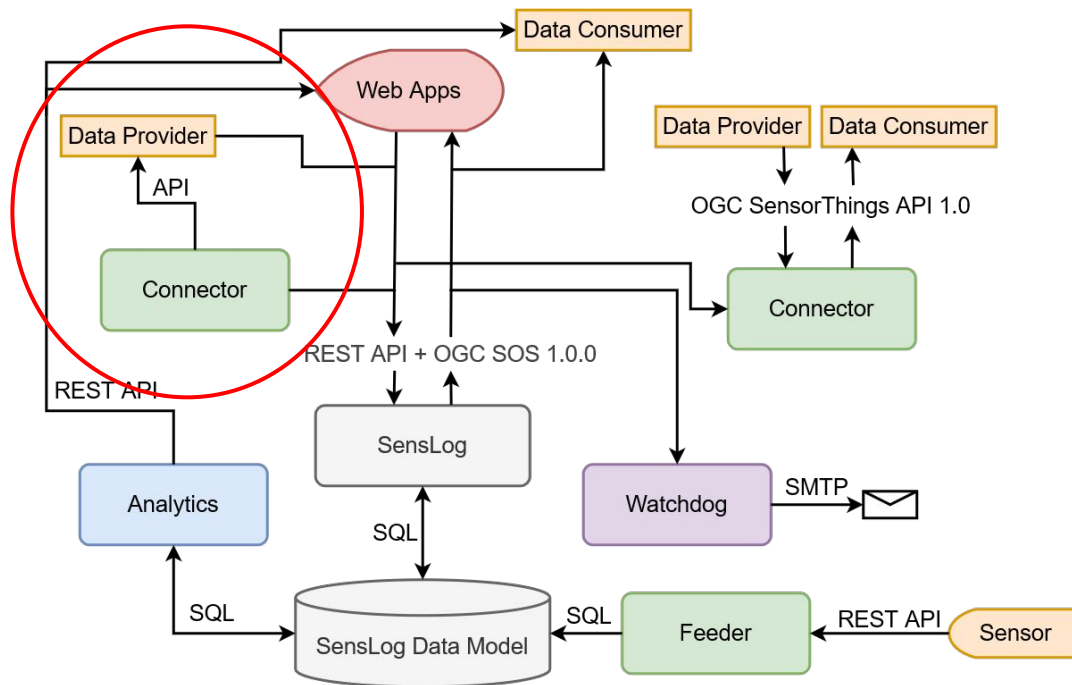 Data Consumer
Web Apps
Data Provider
Data Provider
Data Consumer
API
OGC SensorThings API 1.0
Connector
Connector
REST API + OGC SOS 1.0.0
REST API
SensLog
Analytics
Watchdog
SMTP
SQL
SQL
SQL
REST API
Feeder
Sensor
SensLog Data Model